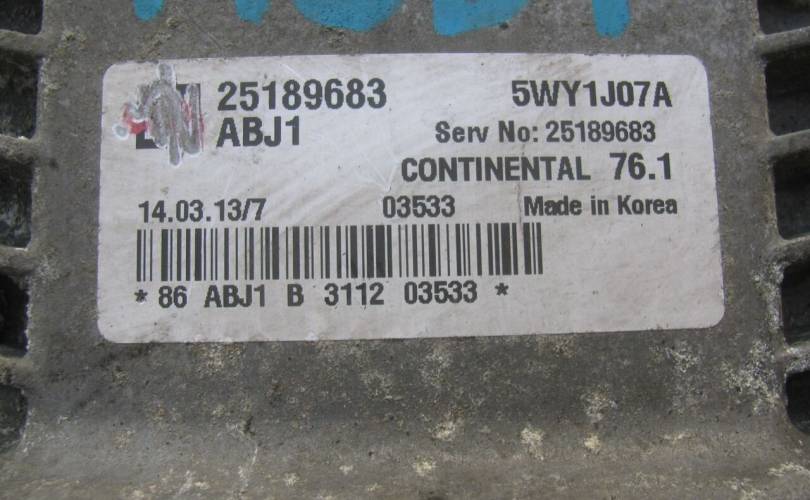 25189683 5WY1J07A
ABJ1 Serv No: 25189683
CONTINENTAL 76.1
14.03.13/7 03533 Made in Korea
* 86 ABJ1 B 3112 03533 *